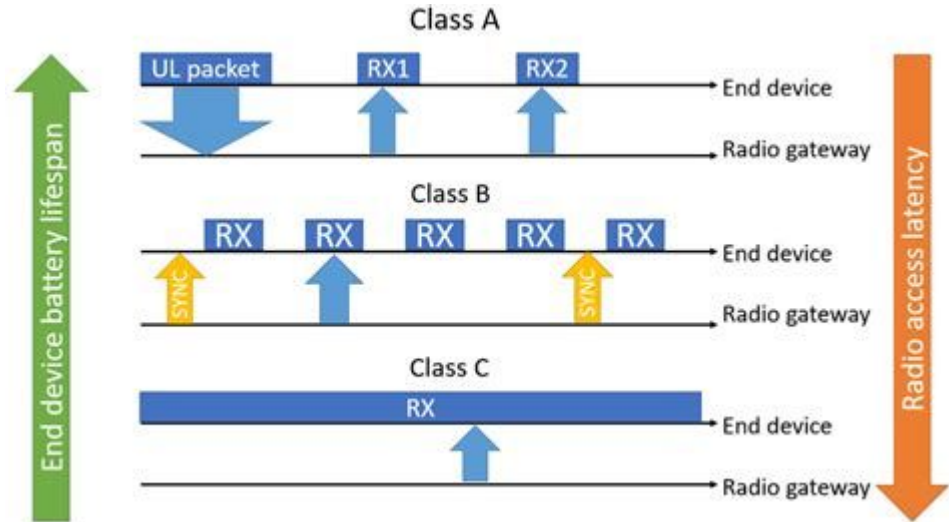 Class A
UL packet RX1 RX2
End device
Radio gateway
Class B
RX RX RX RX RX
End device
SYNC SYNC
Radio gateway
Class C
RX
End device
Radio gateway
End device battery lifespan
Radio access latency